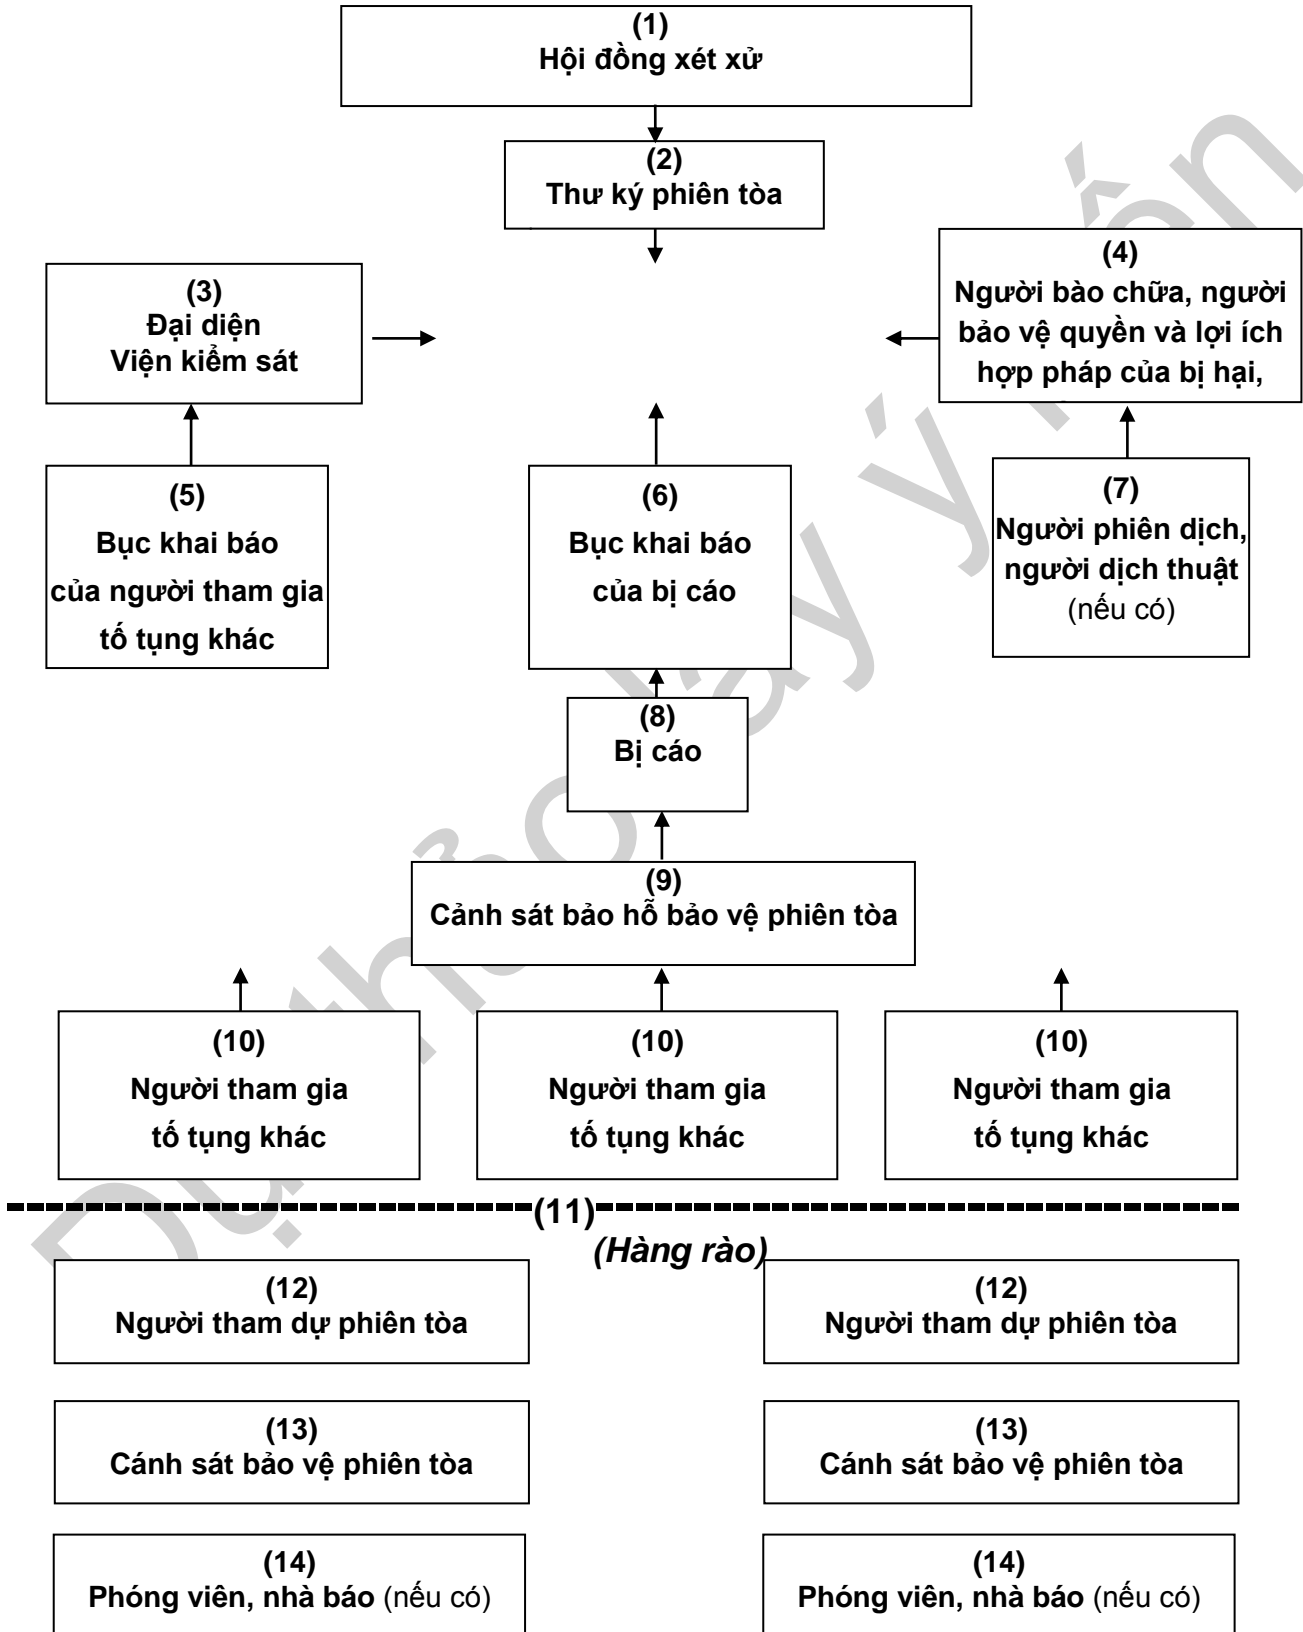 (1)
Hội đồng xét xử
(2)
Thư ký phiên tòa
(3)
Đại diện
Viện kiểm sát
(4)
Người bào chữa, người
bảo vệ quyền và lợi ích
hợp pháp của bị hại,
(5)
Bục khai báo
của người tham gia
tố tụng khác
(6)
Bục khai báo
của bị cáo
(7)
Người phiên dịch,
người dịch thuật
(nếu có)
(8)
Bị cáo
(9)
Cảnh sát bảo hỗ bảo vệ phiên tòa
(10)
Người tham gia
tố tụng khác
(10)
Người tham gia
tố tụng khác
(10)
Người tham gia
tố tụng khác
(11)
(Hàng rào)
(12)
Người tham dự phiên tòa
(12)
Người tham dự phiên tòa
(13)
Cánh sát bảo vệ phiên tòa
(13)
Cánh sát bảo vệ phiên tòa
(14)
Phóng viên, nhà báo (nếu có)
(14)
Phóng viên, nhà báo (nếu có)
Dự thảo lấy ý kiến